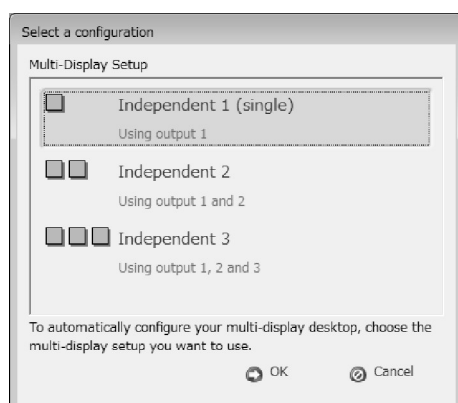 Select a configuration
Multi-Display Setup
Independent 1 (single)
Using output 1
Independent 2
Using output 1 and 2
Independent 3
Using output 1, 2 and 3
To automatically configure your multi-display desktop, choose the
multi-display setup you want to use.
OK Cancel